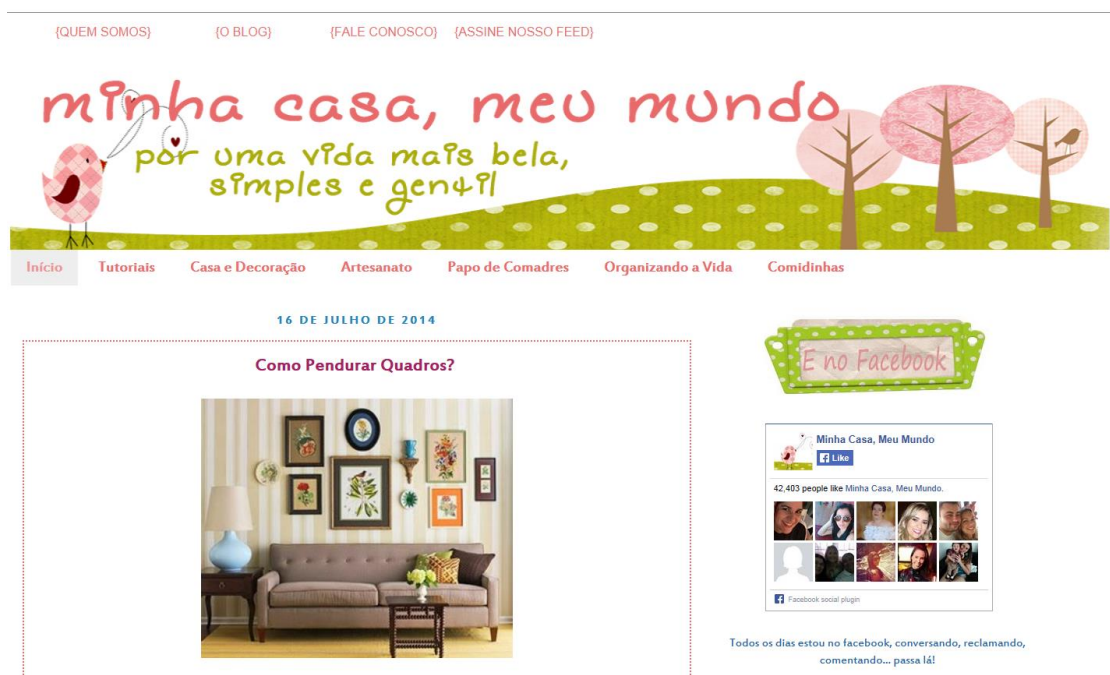 {QUEM SOMOS} {O BLOG} {FALE CONOSCO} {ASSINE NOSSO FEED}
minha casa, meu mundo
por uma vida mais bela,
simples e gentil
Início Tutoriais Casa e Decoração Artesanato Papo de Comadres Organizando a Vida Comidinhas
16 DE JULHO DE 2014
Como Pendurar Quadros?
E no Facebook
Minha Casa, Meu Mundo
Like
42,403 people like Minha Casa, Meu Mundo.
Facebook social plugin
Todos os dias estou no facebook, conversando, reclamando,
comentando... passa lá!